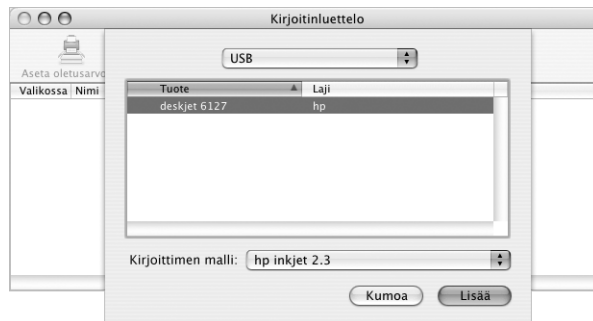 Kirjoitinluettelo
USB
Aseta oletusarvo
Valikossa Nimi
Tuote Laji
deskjet 6127 hp
Kirjoittimen malli: hp inkjet 2.3
Kumoa Lisää